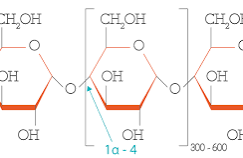 CH₂OH CH₂OH CH₂OH
O O
OH OH OH
O O
OH OH OH
1α - 4
300 - 600